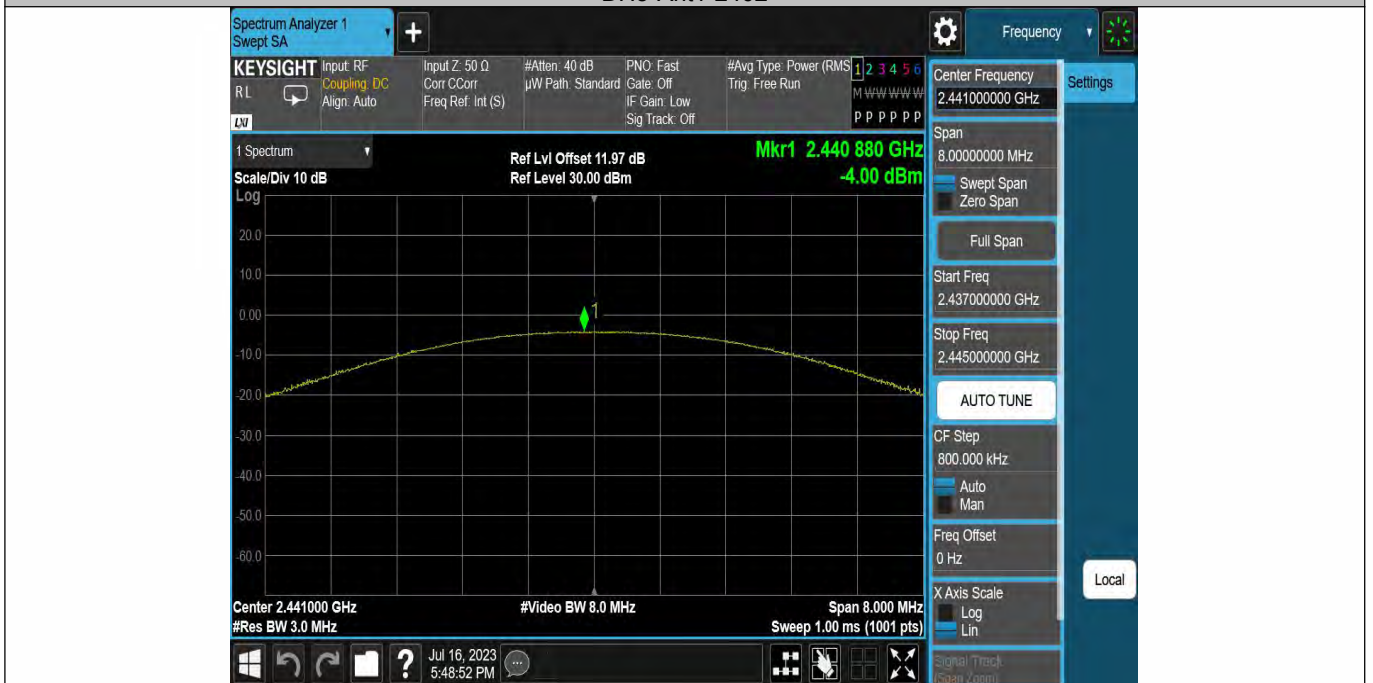 Spectrum Analyzer 1
Swept SA
+
Frequency
KEYSIGHT
RL
LXI
Input: RF
Coupling: DC
Align: Auto
Input Z: 50 Ω
Corr CCorr
Freq Ref: Int (S)
#Atten: 40 dB
µW Path: Standard
PNO: Fast
Gate: Off
IF Gain: Low
Sig Track: Off
#Avg Type: Power (RMS
Trig: Free Run
1 2 3 4 5 6
M W W W W W
P P P P P P
1 Spectrum
Scale/Div 10 dB
Log
Ref Lvl Offset 11.97 dB
Ref Level 30.00 dBm
Mkr1 2.440 880 GHz
-4.00 dBm
20.0
10.0
0.00
-10.0
-20.0
-30.0
-40.0
-50.0
-60.0
1
Center 2.441000 GHz
#Res BW 3.0 MHz
#Video BW 8.0 MHz
Span 8.000 MHz
Sweep 1.00 ms (1001 pts)
?
Jul 16, 2023
5:48:52 PM
Center Frequency
2.441000000 GHz
Settings
Span
8.00000000 MHz
Swept Span
Zero Span
Full Span
Start Freq
2.437000000 GHz
Stop Freq
2.445000000 GHz
AUTO TUNE
CF Step
800.000 kHz
Auto
Man
Freq Offset
0 Hz
X Axis Scale
Log
Lin
Local
Signal Track
(Span Zoom)